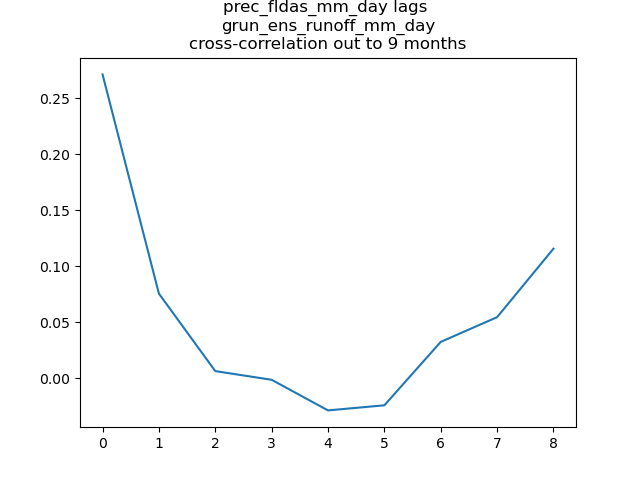 prec_fldas_mm_day lags
grun_ens_runoff_mm_day
cross-correlation out to 9 months
0.25
0.20
0.15
0.10
0.05
0.00
0 1 2 3 4 5 6 7 8